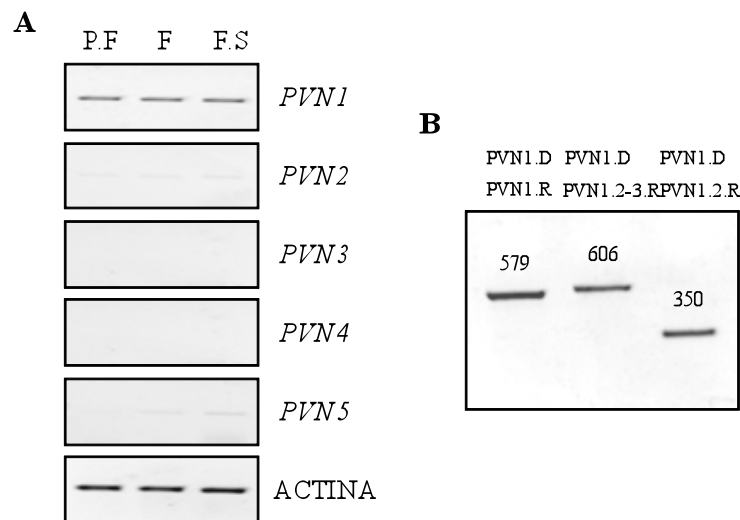 A
P.F F F.S
PVN1
PVN2
PVN3
PVN4
PVN5
ACTINA
B
PVN1.D PVN1.D PVN1.D
PVN1.R PVN1.2-3.R PVN1.2.R
579 606 350